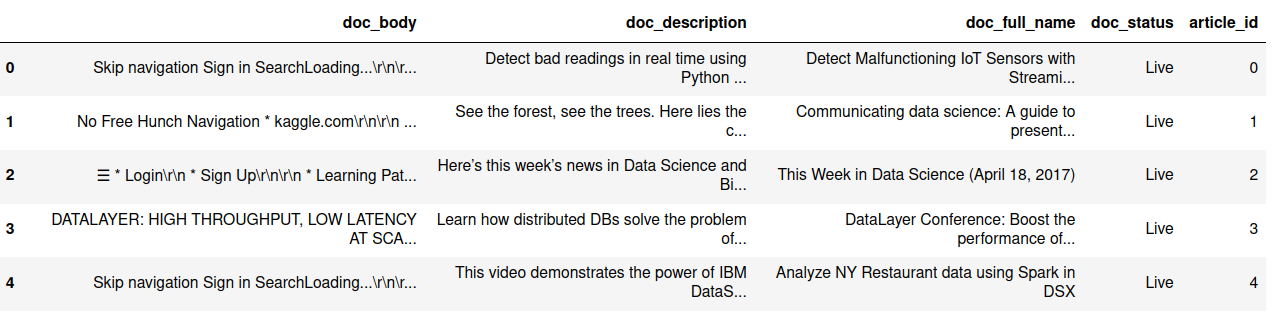 doc_body doc_description doc_full_name doc_status article_id
0 Skip navigation Sign in SearchLoading...\r\n\r... Detect bad readings in real time using Python ... Detect Malfunctioning IoT Sensors with Streami... Live 0
1 No Free Hunch Navigation * kaggle.com\r\n\r\n ... See the forest, see the trees. Here lies the c... Communicating data science: A guide to present... Live 1
2 ☰ * Login\r\n * Sign Up\r\n\r\n * Learning Pat... Here’s this week’s news in Data Science and Bi... This Week in Data Science (April 18, 2017) Live 2
3 DATALAYER: HIGH THROUGHPUT, LOW LATENCY AT SCA... Learn how distributed DBs solve the problem of... DataLayer Conference: Boost the performance of... Live 3
4 Skip navigation Sign in SearchLoading...\r\n\r... This video demonstrates the power of IBM DataS... Analyze NY Restaurant data using Spark in DSX Live 4